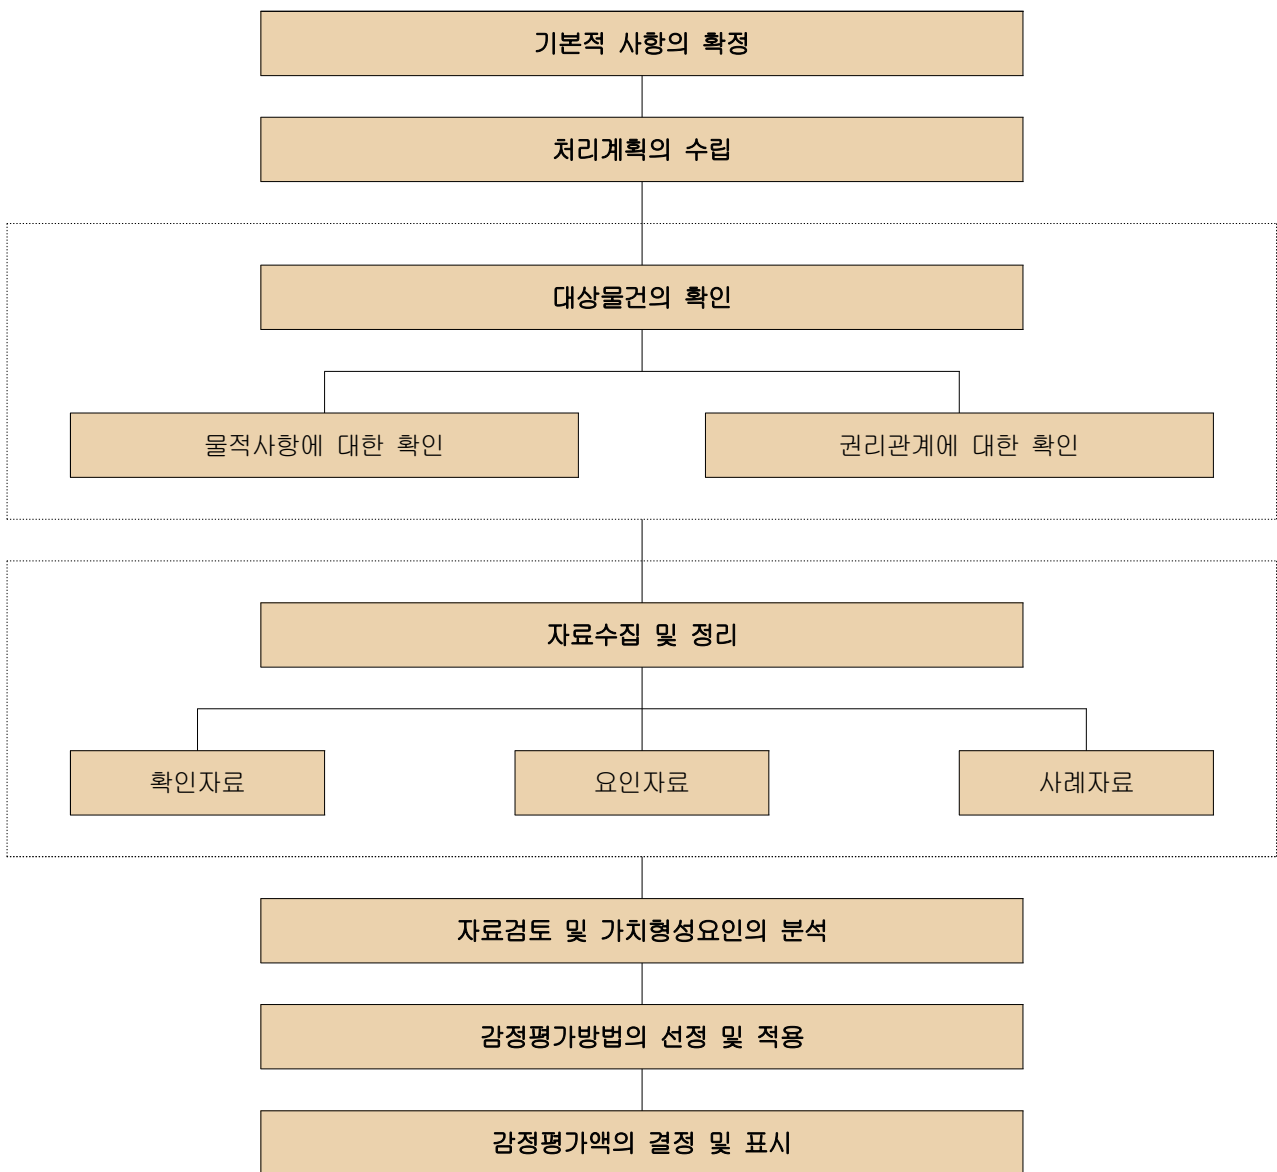 기본적 사항의 확정
처리계획의 수립
대상물건의 확인
물적사항에 대한 확인
권리관계에 대한 확인
자료수집 및 정리
확인자료
요인자료
사례자료
자료검토 및 가치형성요인의 분석
감정평가방법의 선정 및 적용
감정평가액의 결정 및 표시